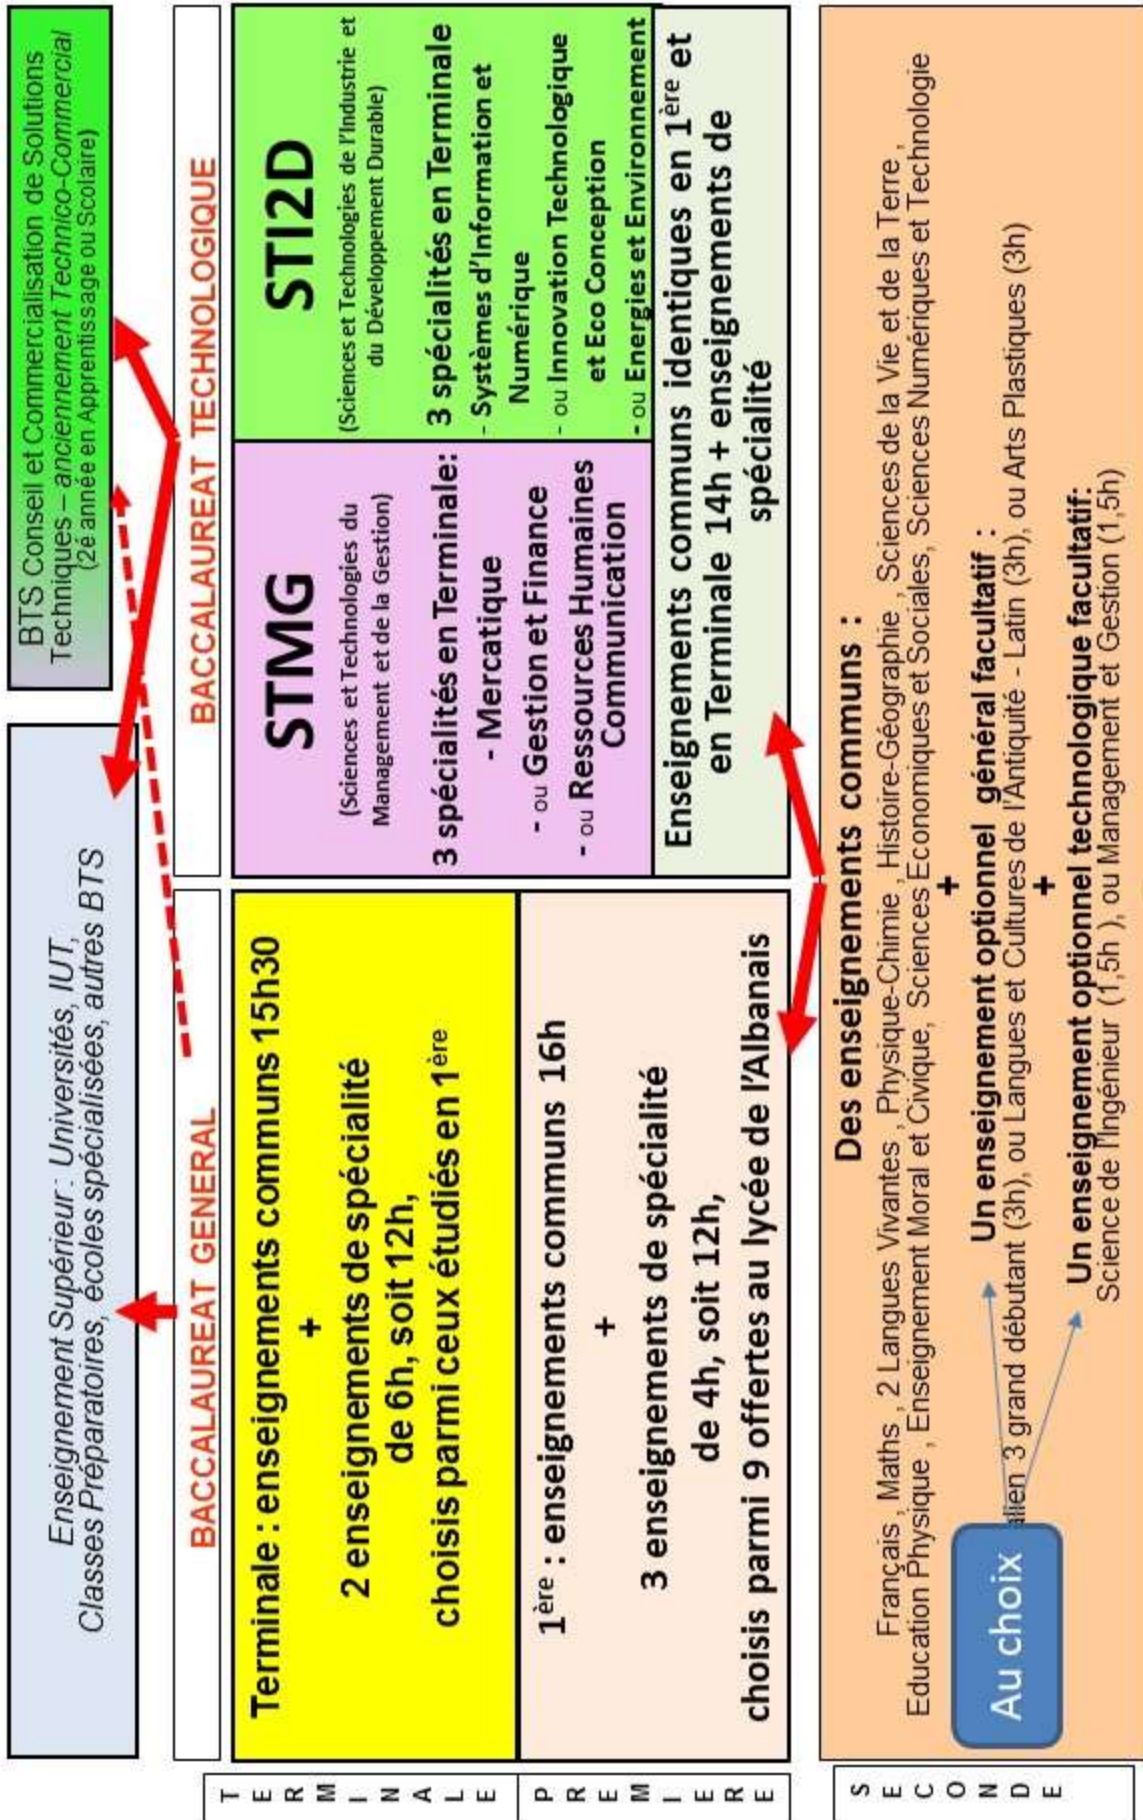 Enseignement Supérieur : Universités, IUT,
Classes Préparatoires, écoles spécialisées, autres BTS
BTS Conseil et Commercialisation de Solutions
Techniques – anciennement Technico-Commercial
(2è année en Apprentissage ou Scolaire)
BACCALAUREAT GENERAL
BACCALAUREAT TECHNOLOGIQUE
TERMINALE
Terminale : enseignements communs 15h30
+
2 enseignements de spécialité
de 6h, soit 12h,
choisis parmi ceux étudiés en 1ère
STMG
(Sciences et Technologies du
Management et de la Gestion)
3 spécialités en Terminale:
- Mercatique
- ou Gestion et Finance
- ou Ressources Humaines
Communication
STI2D
(Sciences et Technologies de l'Industrie et
du Développement Durable)
3 spécialités en Terminale
- Systèmes d'Information et
Numérique
- ou Innovation Technologique
et Eco Conception
- ou Energies et Environnement
PREMIERE
1ère : enseignements communs 16h
+
3 enseignements de spécialité
de 4h, soit 12h,
choisis parmi 9 offertes au lycée de l'Albanais
Enseignements communs identiques en 1ère et
en Terminale 14h + enseignements de
spécialité
SECONDE
Des enseignements communs :
Français , Maths , 2 Langues Vivantes , Physique-Chimie , Histoire-Géographie , Sciences de la Vie et de la Terre ,
Education Physique , Enseignement Moral et Civique, Sciences Economiques et Sociales, Sciences Numériques et Technologie
+
Un enseignement optionnel général facultatif :
3 grand débutant (3h), ou Langues et Cultures de l'Antiquité - Latin (3h), ou Arts Plastiques (3h)
+
Un enseignement optionnel technologique facultatif:
Science de l'Ingénieur (1,5h ), ou Management et Gestion (1,5h)
Au choix